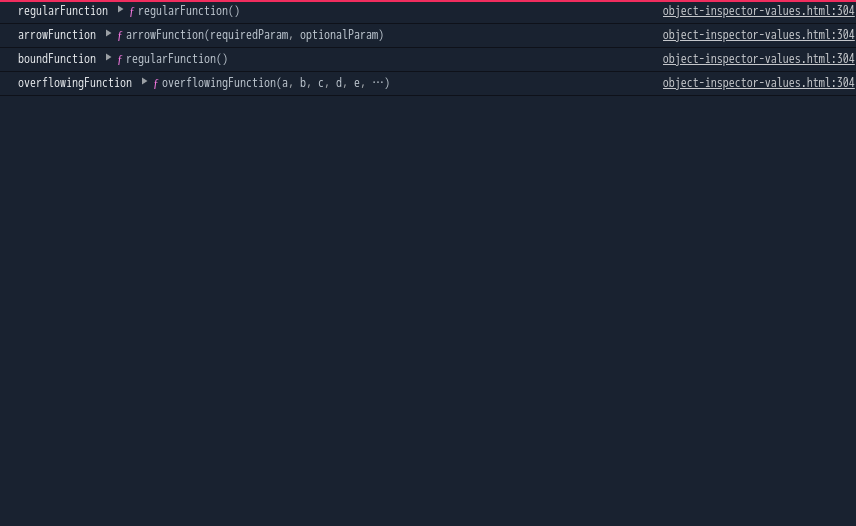 regularFunction ▶ ƒ regularFunction() object-inspector-values.html:304
arrowFunction ▶ ƒ arrowFunction(requiredParam, optionalParam) object-inspector-values.html:304
boundFunction ▶ ƒ regularFunction() object-inspector-values.html:304
overflowingFunction ▶ ƒ overflowingFunction(a, b, c, d, e, …) object-inspector-values.html:304